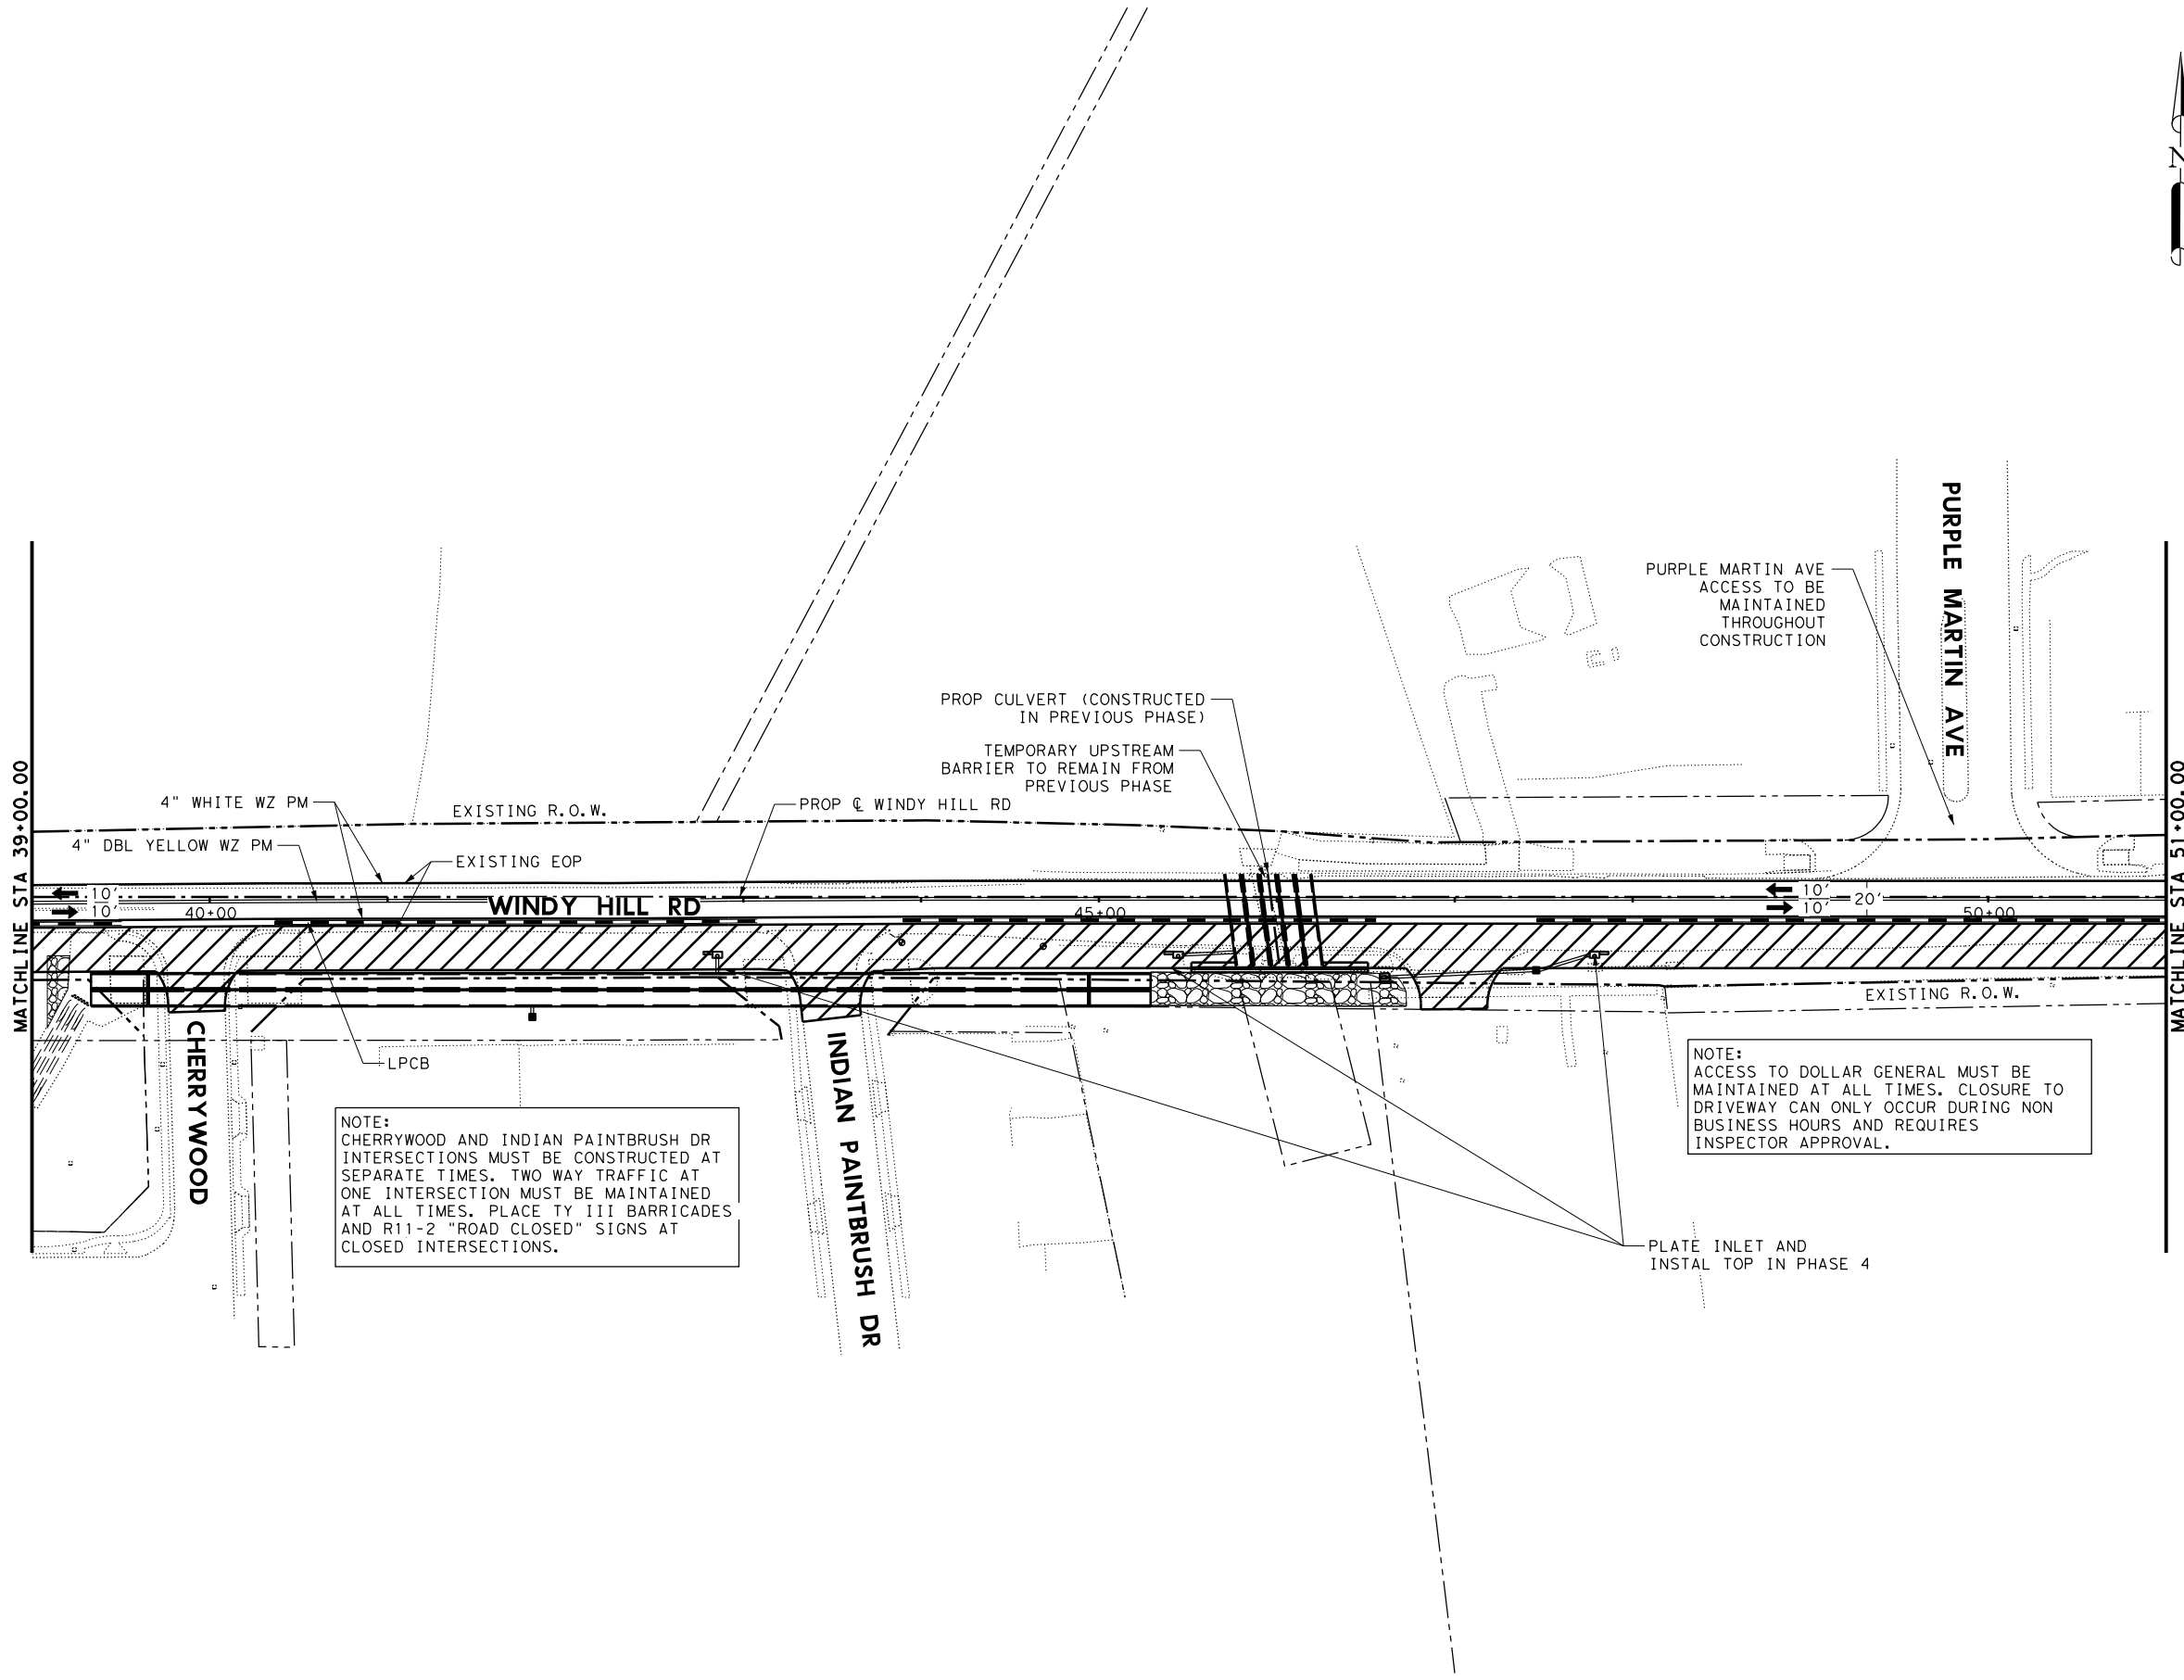 N
PURPLE MARTIN AVE
PURPLE MARTIN AVE
ACCESS TO BE
MAINTAINED
THROUGHOUT
CONSTRUCTION
PROP CULVERT (CONSTRUCTED
IN PREVIOUS PHASE)
TEMPORARY UPSTREAM
BARRIER TO REMAIN FROM
PREVIOUS PHASE
MATCHLINE STA 39+00.00
MATCHLINE STA 51+00.00
4" WHITE WZ PM
EXISTING R.O.W.
PROP ℄ WINDY HILL RD
4" DBL YELLOW WZ PM
EXISTING EOP
10'
10'
40+00
WINDY HILL RD
45+00
10'
10'
20'
50+00
EXISTING R.O.W.
CHERRYWOOD
LPCB
INDIAN PAINTBRUSH DR
NOTE:
CHERRYWOOD AND INDIAN PAINTBRUSH DR
INTERSECTIONS MUST BE CONSTRUCTED AT
SEPARATE TIMES. TWO WAY TRAFFIC AT
ONE INTERSECTION MUST BE MAINTAINED
AT ALL TIMES. PLACE TY III BARRICADES
AND R11-2 "ROAD CLOSED" SIGNS AT
CLOSED INTERSECTIONS.
NOTE:
ACCESS TO DOLLAR GENERAL MUST BE
MAINTAINED AT ALL TIMES. CLOSURE TO
DRIVEWAY CAN ONLY OCCUR DURING NON
BUSINESS HOURS AND REQUIRES
INSPECTOR APPROVAL.
PLATE INLET AND
INSTAL TOP IN PHASE 4